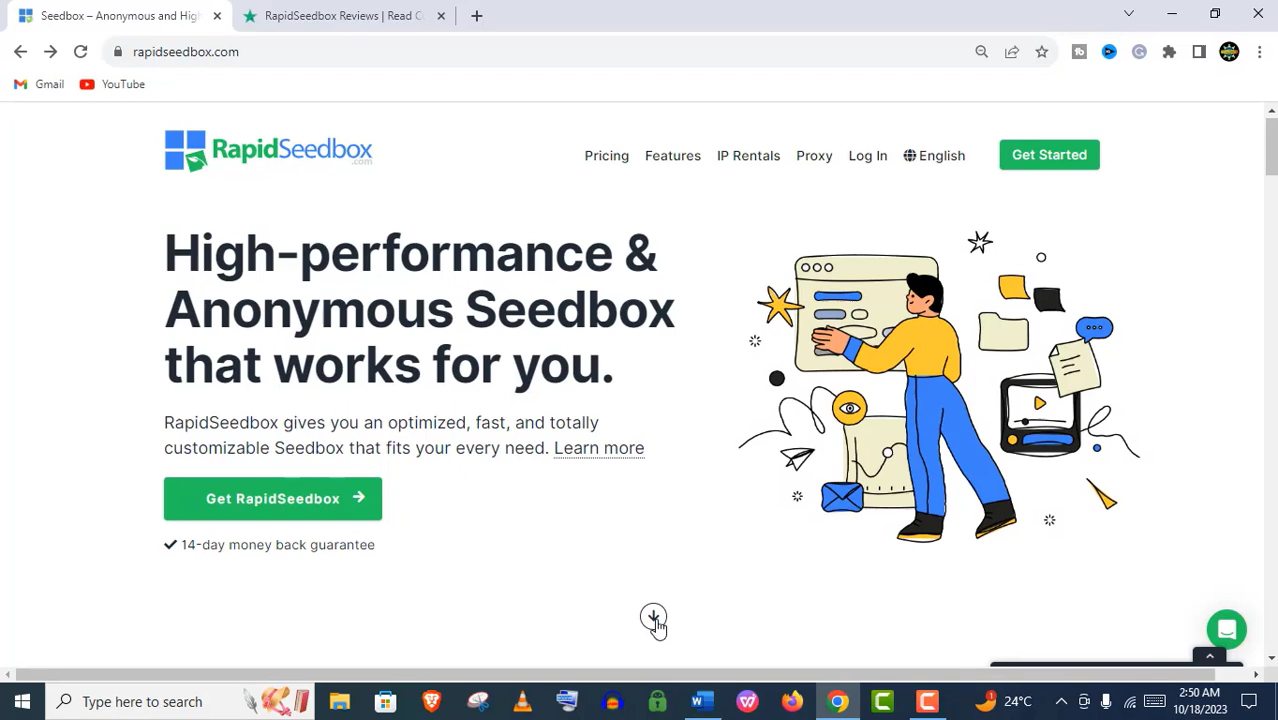 Seedbox – Anonymous and High
RapidSeedbox Reviews | Read C
rapidseedbox.com
Gmail
YouTube
RapidSeedbox
.com
Pricing
Features
IP Rentals
Proxy
Log In
English
Get Started
High-performance &
Anonymous Seedbox
that works for you.
RapidSeedbox gives you an optimized, fast, and totally
customizable Seedbox that fits your every need. Learn more
Get RapidSeedbox
14-day money back guarantee
Type here to search
24°C
2:50 AM
10/18/2023